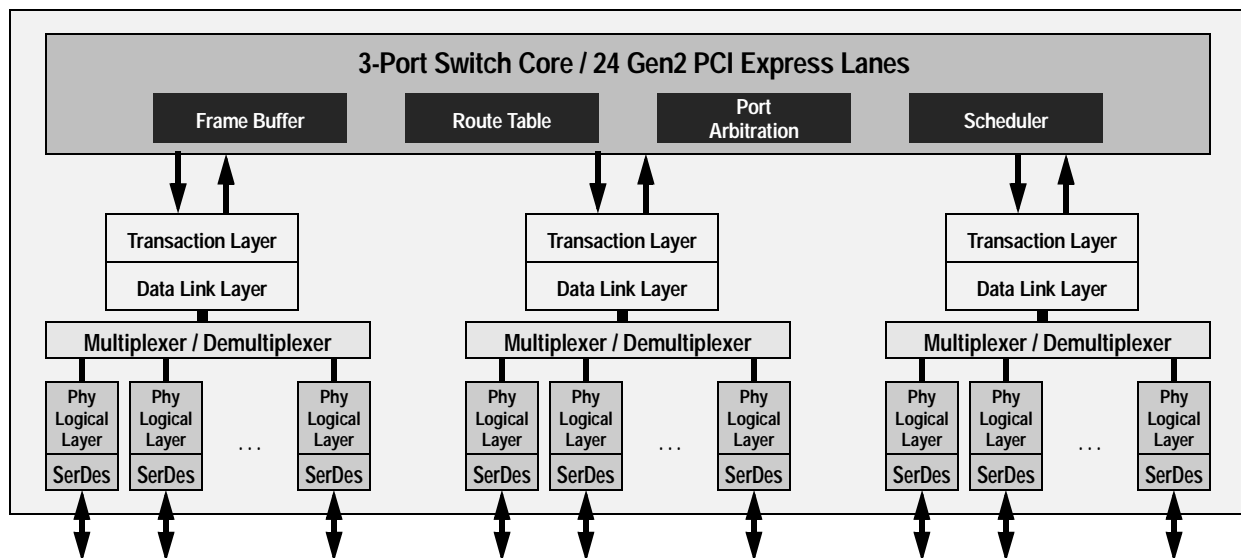 3-Port Switch Core / 24 Gen2 PCI Express Lanes
Frame Buffer
Route Table
Port
Arbitration
Scheduler
Transaction Layer
Data Link Layer
Transaction Layer
Data Link Layer
Transaction Layer
Data Link Layer
Multiplexer / Demultiplexer
Multiplexer / Demultiplexer
Multiplexer / Demultiplexer
Phy
Logical
Layer
SerDes
Phy
Logical
Layer
SerDes
...
Phy
Logical
Layer
SerDes
Phy
Logical
Layer
SerDes
Phy
Logical
Layer
SerDes
...
Phy
Logical
Layer
SerDes
Phy
Logical
Layer
SerDes
Phy
Logical
Layer
SerDes
...
Phy
Logical
Layer
SerDes